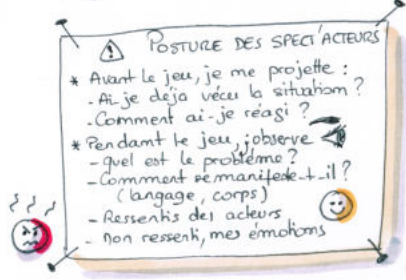 POSTURE DES SPECT'ACTEURS
* Avant le jeu, je me projette :
- Ai-je déjà vécu la situation ?
- Comment ai-je réagi ?
* Pendant le jeu, j'observe
- quel est le problème ?
- Comment se manifeste-t-il ?
(langage, corps)
- Ressentis des acteurs
- Mon ressenti, mes émotions